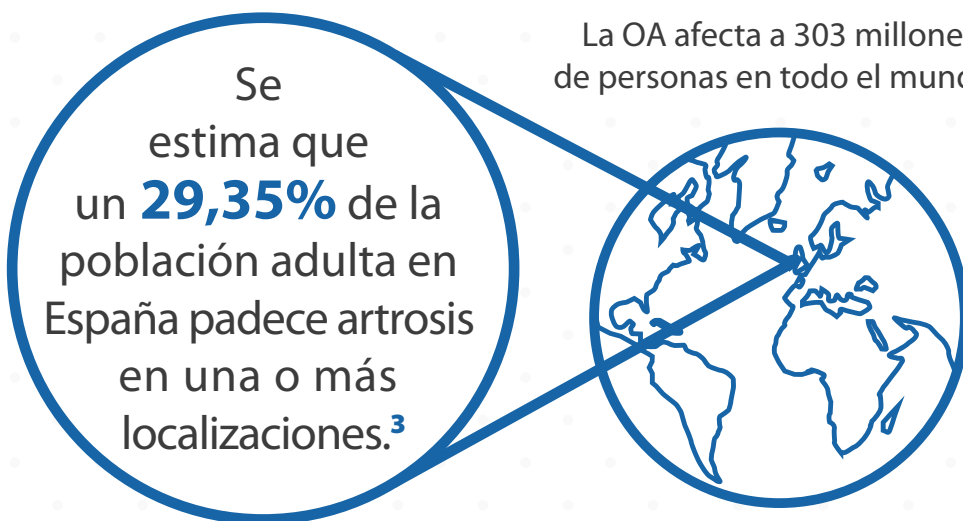 Se
estima que
un 29,35% de la
población adulta en
España padece artrosis
en una o más
localizaciones.³
La OA afecta a 303 millone
de personas en todo el mun